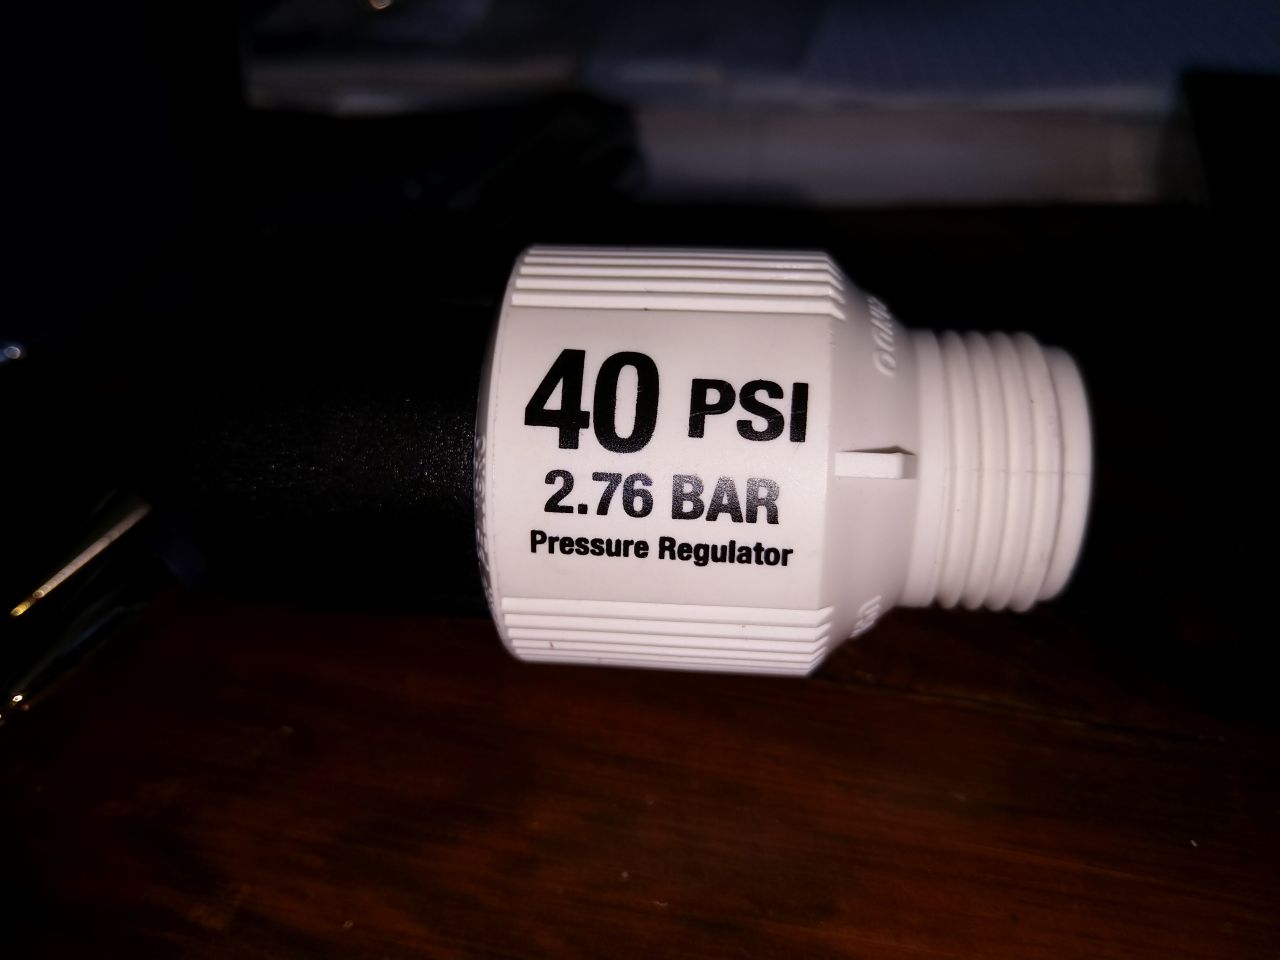 40 PSI
2.76 BAR
Pressure Regulator